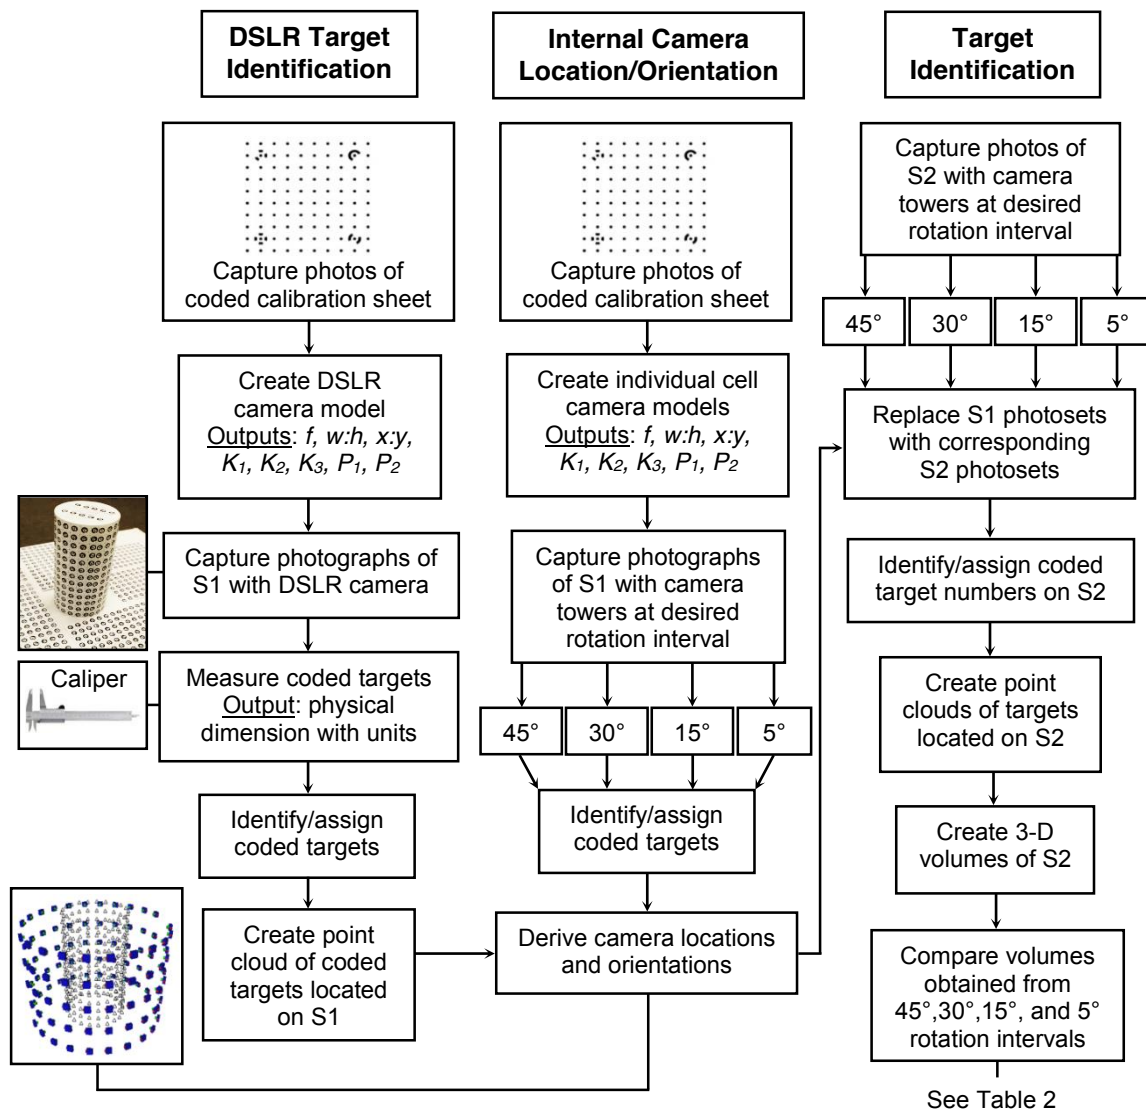 DSLR Target
Identification
Capture photos of
coded calibration sheet
Create DSLR
camera model
Outputs: f, w:h, x:y,
K1, K2, K3, P1, P2
Capture photographs of
S1 with DSLR camera
Caliper
Measure coded targets
Output: physical
dimension with units
Identify/assign
coded targets
Create point
cloud of coded
targets located
on S1
Internal Camera
Location/Orientation
Capture photos of
coded calibration sheet
Create individual cell
camera models
Outputs: f, w:h, x:y,
K1, K2, K3, P1, P2
Capture photographs
of S1 with camera
towers at desired
rotation interval
45° 30° 15° 5°
Identify/assign
coded targets
Derive camera locations
and orientations
Target
Identification
Capture photos of
S2 with camera
towers at desired
rotation interval
45° 30° 15° 5°
Replace S1 photosets
with corresponding
S2 photosets
Identify/assign coded
target numbers on S2
Create point
clouds of targets
located on S2
Create 3-D
volumes of S2
Compare volumes
obtained from
45°,30°,15°, and 5°
rotation intervals
See Table 2